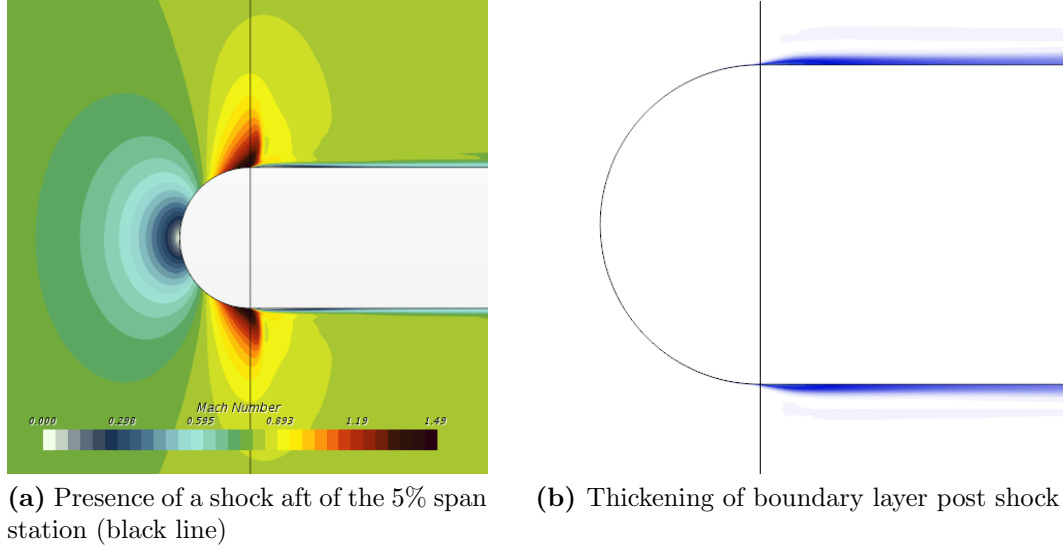 Mach Number
0.000 0.298 0.595 0.893 1.19 1.49
(a) Presence of a shock aft of the 5% span
station (black line)
(b) Thickening of boundary layer post shock